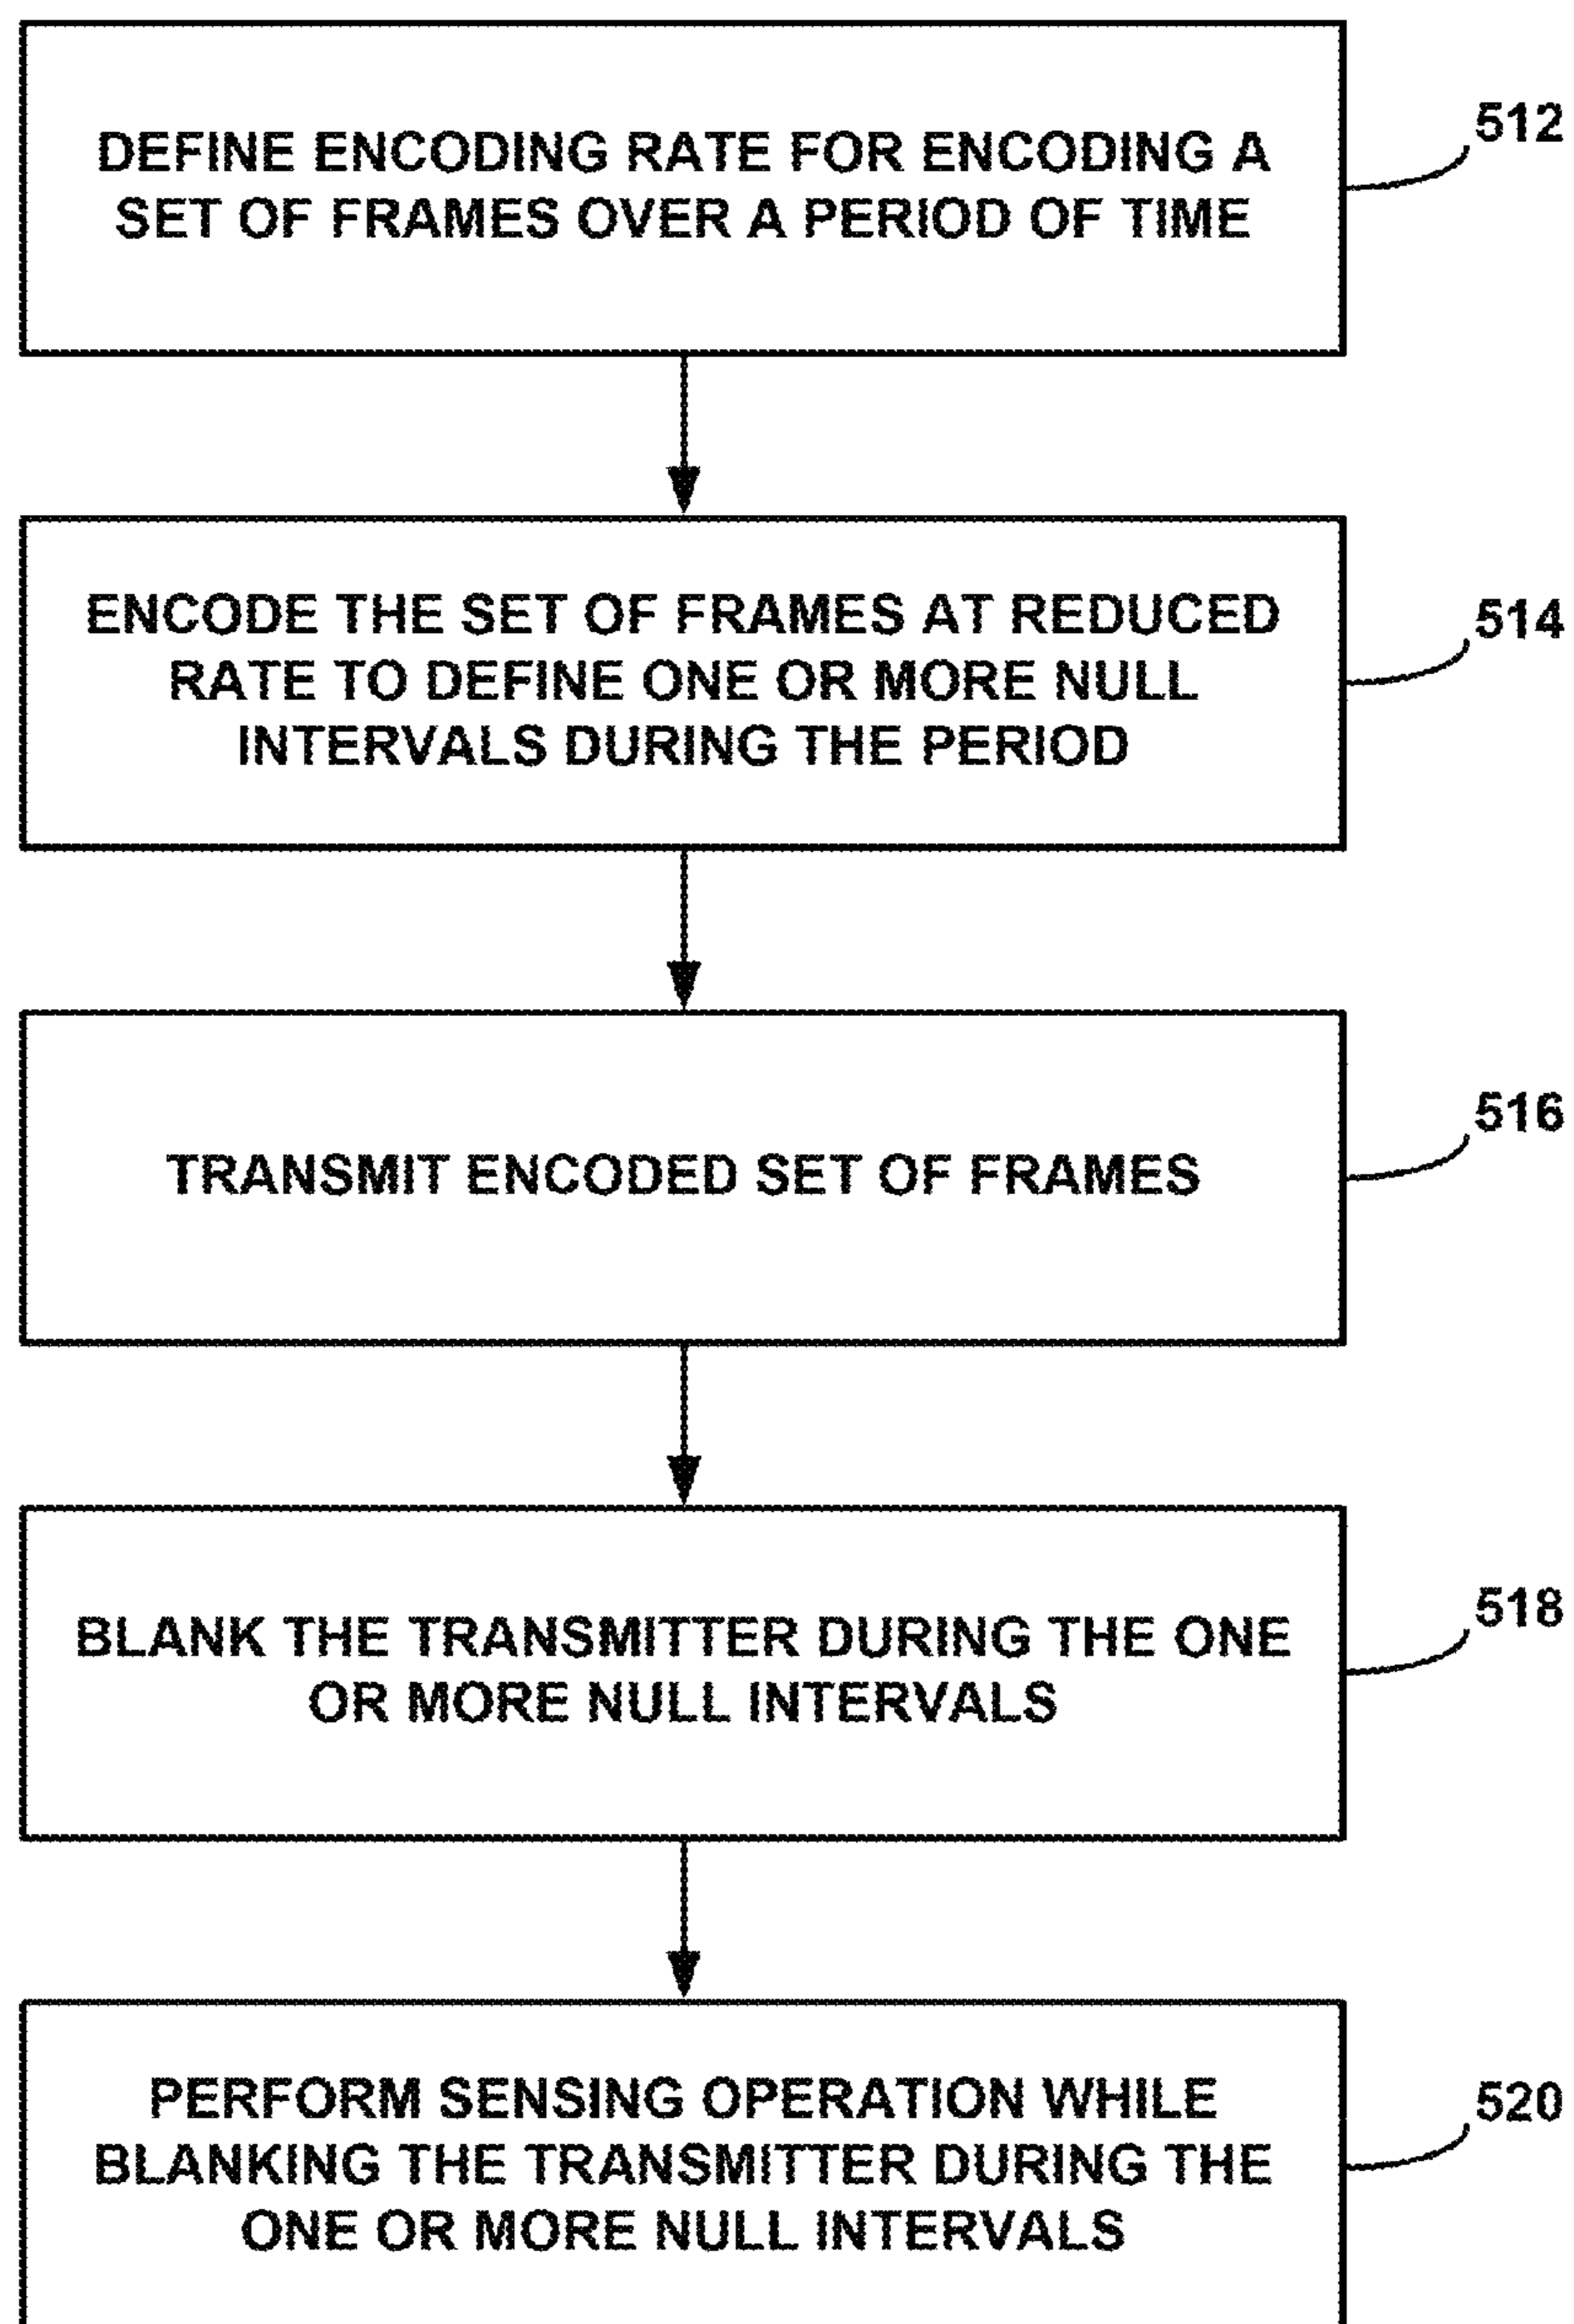 DEFINE ENCODING RATE FOR ENCODING A
SET OF FRAMES OVER A PERIOD OF TIME
512
ENCODE THE SET OF FRAMES AT REDUCED
RATE TO DEFINE ONE OR MORE NULL
INTERVALS DURING THE PERIOD
514
TRANSMIT ENCODED SET OF FRAMES
516
BLANK THE TRANSMITTER DURING THE ONE
OR MORE NULL INTERVALS
518
PERFORM SENSING OPERATION WHILE
BLANKING THE TRANSMITTER DURING THE
ONE OR MORE NULL INTERVALS
520